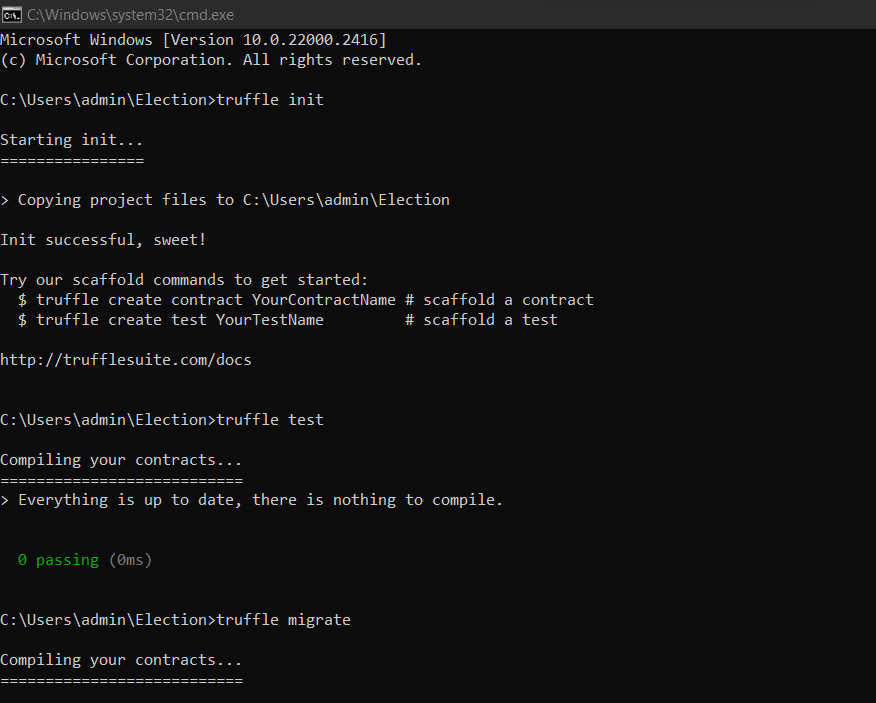 C:\Windows\system32\cmd.exe
Microsoft Windows [Version 10.0.22000.2416]
(c) Microsoft Corporation. All rights reserved.
C:\Users\admin\Election>truffle init
Starting init...
================
> Copying project files to C:\Users\admin\Election
Init successful, sweet!
Try our scaffold commands to get started:
  $ truffle create contract YourContractName # scaffold a contract
  $ truffle create test YourTestName         # scaffold a test
http://trufflesuite.com/docs
C:\Users\admin\Election>truffle test
Compiling your contracts...
===========================
> Everything is up to date, there is nothing to compile.
  0 passing (0ms)
C:\Users\admin\Election>truffle migrate
Compiling your contracts...
===========================